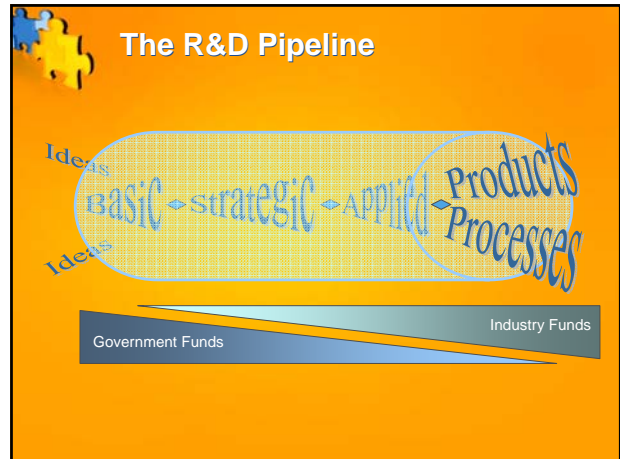 The R&D Pipeline
Ideas
Basic Strategic Applied Products
Processes
Ideas
Industry Funds
Government Funds